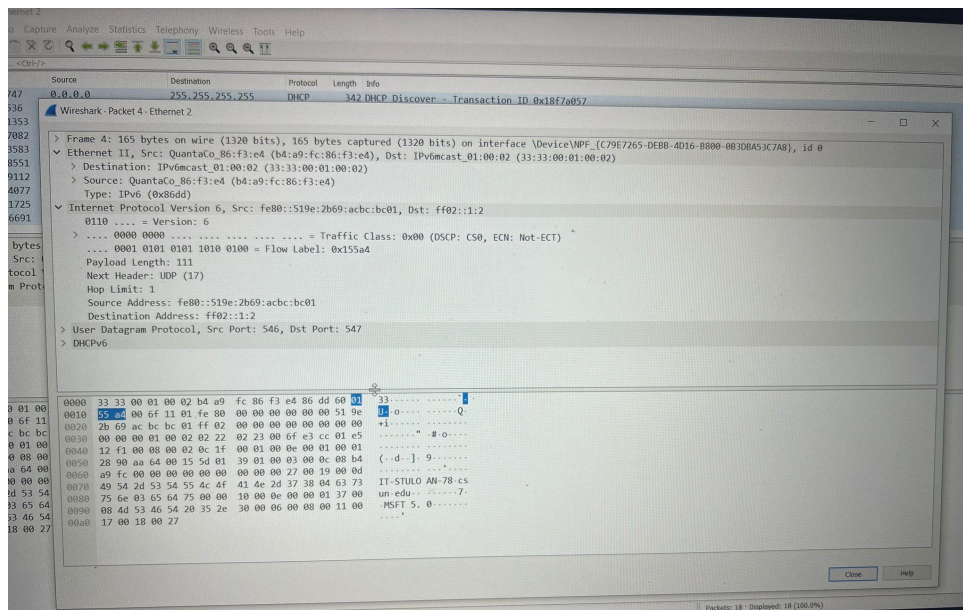 Capture Analyze Statistics Telephony Wireless Tools Help
<Ctrl-/>
Source Destination Protocol Length Info
747 0.0.0.0 255.255.255.255 DHCP 342 DHCP Discover - Transaction ID 0x18f7a057
536
1353
7082
3583
8551
9112
4077
1725
6691
Wireshark · Packet 4 · Ethernet 2
Frame 4: 165 bytes on wire (1320 bits), 165 bytes captured (1320 bits) on interface \Device\NPF_{C79E7265-DEBB-4D16-B800-0B3DBA53C7A8}, id 0
Ethernet II, Src: QuantaCo_86:f3:e4 (b4:a9:fc:86:f3:e4), Dst: IPv6mcast_01:00:02 (33:33:00:01:00:02)
Destination: IPv6mcast_01:00:02 (33:33:00:01:00:02)
Source: QuantaCo_86:f3:e4 (b4:a9:fc:86:f3:e4)
Type: IPv6 (0x86dd)
Internet Protocol Version 6, Src: fe80::519e:2b69:acbc:bc01, Dst: ff02::1:2
0110 .... = Version: 6
.... 0000 0000 .... .... .... .... .... = Traffic Class: 0x00 (DSCP: CS0, ECN: Not-ECT)
.... 0001 0101 0101 1010 0100 = Flow Label: 0x155a4
Payload Length: 111
Next Header: UDP (17)
Hop Limit: 1
Source Address: fe80::519e:2b69:acbc:bc01
Destination Address: ff02::1:2
User Datagram Protocol, Src Port: 546, Dst Port: 547
DHCPv6
bytes
Src:
tocol
m Prot
0000 33 33 00 01 00 02 b4 a9 fc 86 f3 e4 86 dd 60 01 33·····  ······`·
0010 55 a4 00 6f 11 01 fe 80 00 00 00 00 00 00 51 9e U··o···· ······Q·
0020 2b 69 ac bc bc 01 ff 02 00 00 00 00 00 00 00 00 +i······ ········
0030 00 00 00 01 00 02 02 22 02 23 00 6f e3 cc 01 e5 ·······" ·#·o····
0040 12 f1 00 08 00 02 0c 1f 00 01 00 0e 00 01 00 01
0050 28 90 aa 64 00 15 5d 01 39 01 00 03 00 0c 08 b4 (··d··]· 9·······
0060 a9 fc 00 00 00 00 00 00 00 00 27 00 19 00 0d
0070 49 54 2d 53 54 55 4c 4f 41 4e 2d 37 38 04 63 73 IT-STULO AN-78·cs
0080 75 6e 03 65 64 75 00 00 10 00 0e 00 00 01 37 00 un·edu·· ······7·
0090 08 4d 53 46 54 20 35 2e 30 00 06 00 08 00 11 00 ·MSFT 5. 0·······
00a0 17 00 18 00 27 ····'
Close Help
Packets: 18 · Displayed: 18 (100.0%)